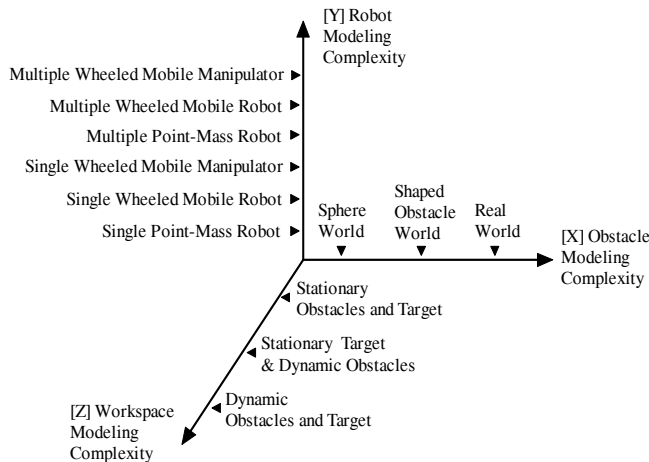 [Y] Robot
Modeling
Complexity
Multiple Wheeled Mobile Manipulator
Multiple Wheeled Mobile Robot
Multiple Point-Mass Robot
Single Wheeled Mobile Manipulator
Single Wheeled Mobile Robot
Single Point-Mass Robot
Sphere
World
Shaped
Obstacle
World
Real
World
[X] Obstacle
Modeling
Complexity
Stationary
Obstacles and Target
Stationary Target
& Dynamic Obstacles
Dynamic
Obstacles and Target
[Z] Workspace
Modeling
Complexity